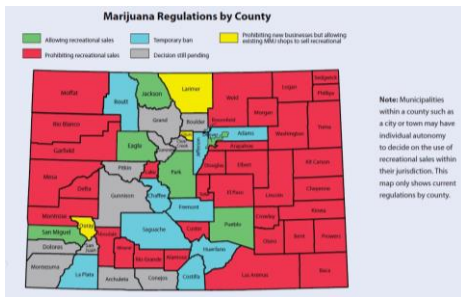 Marijuana Regulations by County
Allowing recreational sales
Temporary ban
Prohibiting new businesses but allowing
existing MMJ shops to sell recreational
Prohibiting recreational sales
Decision still pending
Moffat
Routt
Jackson
Larimer
Weld
Logan
Sedgwick
Phillips
Morgan
Grand
Boulder
Broomfield
Rio Blanco
Washington
Yuma
Adams
Arapahoe
Garfield
Eagle
Pitkin
Lake
Park
Jefferson
Douglas
Elbert
Kit Carson
Mesa
Delta
Gunnison
Chaffee
El Paso
Lincoln
Cheyenne
Montrose
Ouray
Fremont
Kiowa
Crowley
Pueblo
San Miguel
Saguache
Custer
Otero
Bent
Prowers
Dolores
San
Juan
Hinsdale
Mineral
Rio Grande
Alamosa
Huerfano
Montezuma
La Plata
Archuleta
Conejos
Costilla
Las Animas
Baca
Note: Municipalities
within a county such as
a city or town may have
individual autonomy
to decide on the use of
recreational sales within
their jurisdiction. This
map only shows current
regulations by county.